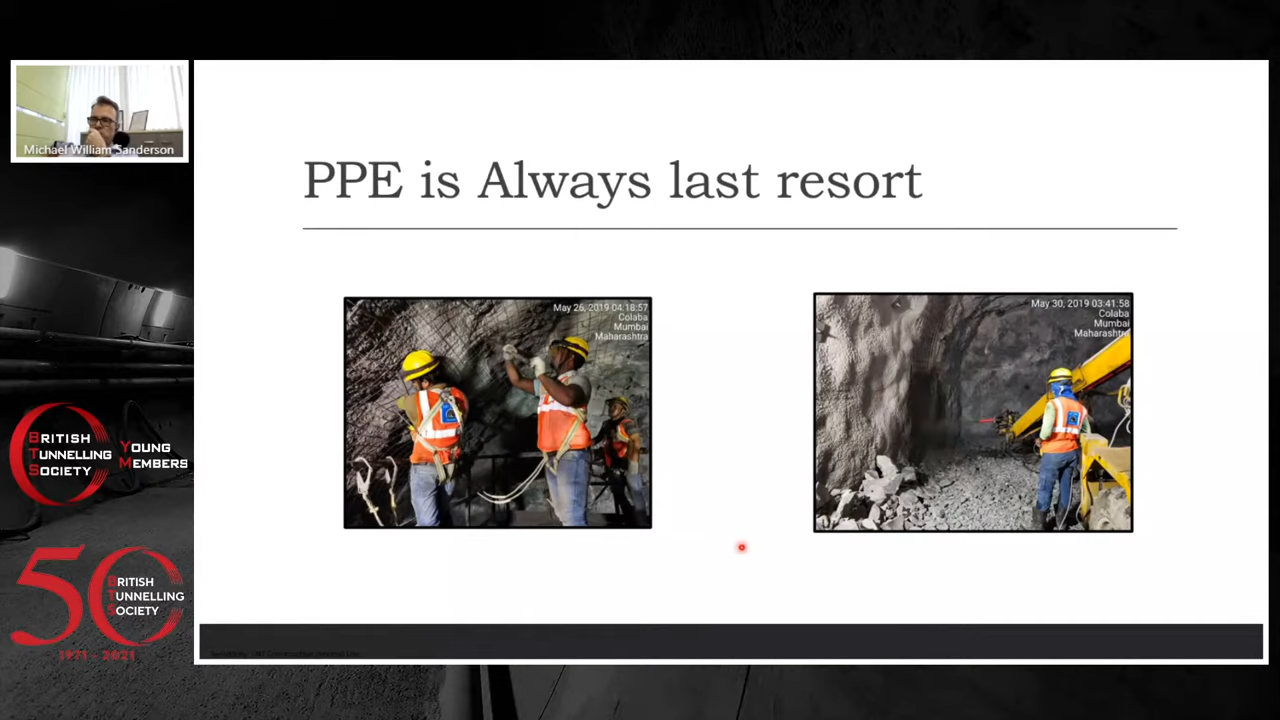 Michael William Sanderson
PPE is Always last resort
May 26, 2019 04:18:57
Colaba
Mumbai
Maharashtra
May 30, 2019 03:41:58
Colaba
Mumbai
Maharashtra
BRITISH
TUNNELLING
SOCIETY
YOUNG
MEMBERS
50
BRITISH
TUNNELLING
SOCIETY
1971 - 2021